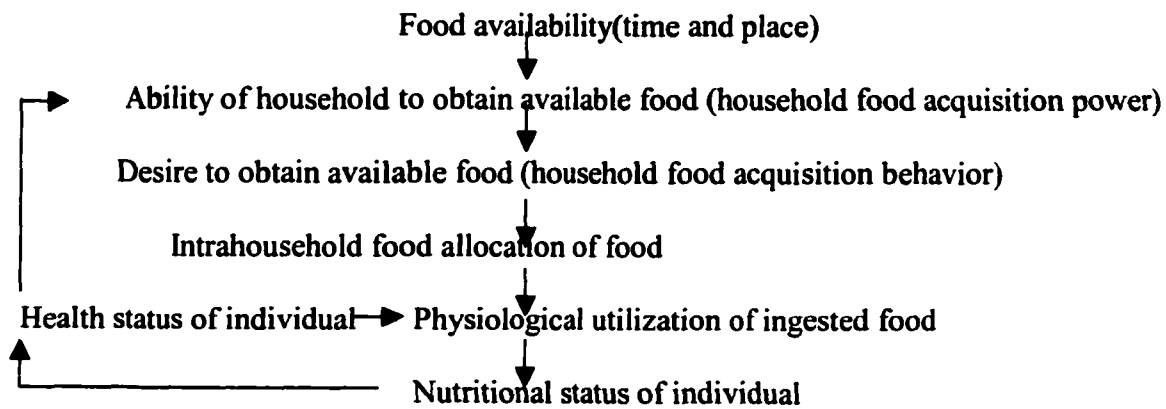 Food availability(time and place)
Ability of household to obtain available food (household food acquisition power)
Desire to obtain available food (household food acquisition behavior)
Intrahousehold food allocation of food
Health status of individual
Physiological utilization of ingested food
Nutritional status of individual